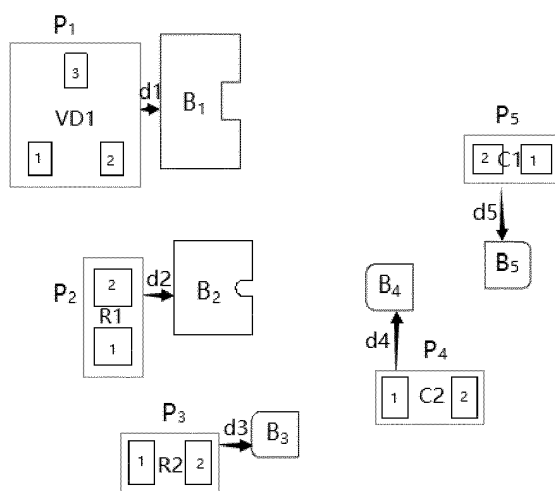 P₁
3
d1
B₁
VD1
1 2
P₅
2 C1 1
d5
B₅
P₂
2
d2
B₂
R1
1
B₄
d4
P₄
1 C2 2
P₃
d3
B₃
1 R2 2